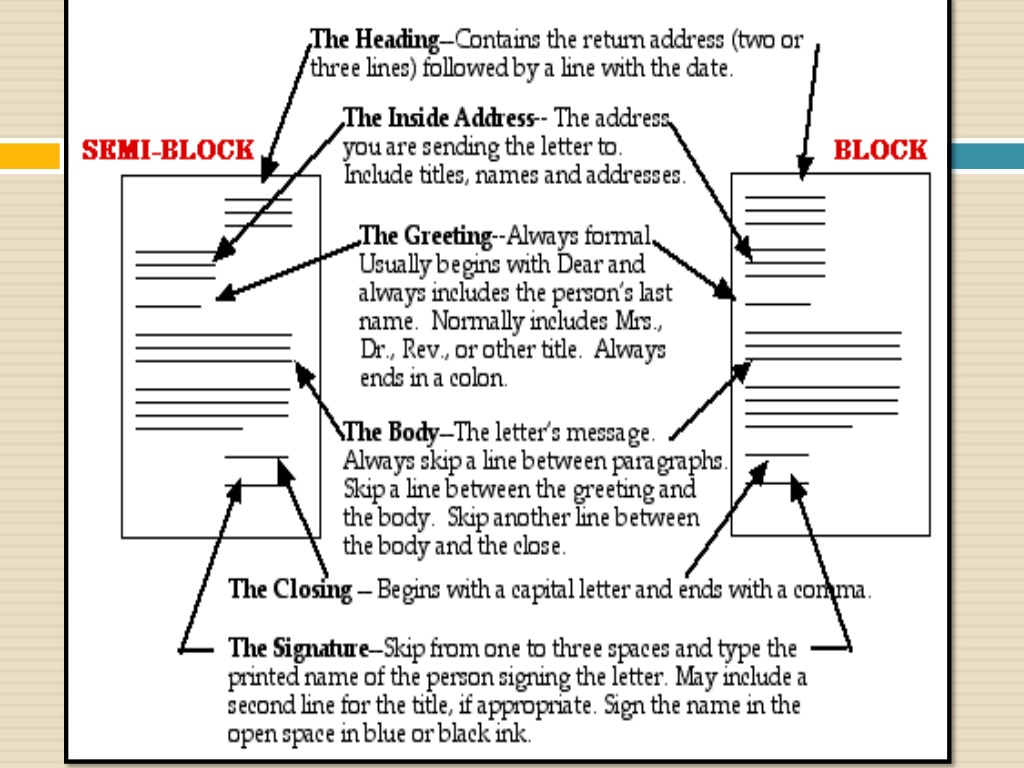 The Heading–Contains the return address (two or
three lines) followed by a line with the date.
The Inside Address-- The address
you are sending the letter to.
Include titles, names and addresses.
SEMI-BLOCK
BLOCK
The Greeting--Always formal
Usually begins with Dear and
always includes the person's last
name. Normally includes Mrs.,
Dr., Rev., or other title. Always
ends in a colon.
The Body–The letter's message.
Always skip a line between paragraphs.
Skip a line between the greeting and
the body. Skip another line between
the body and the close.
The Closing – Begins with a capital letter and ends with a comma.
The Signature–Skip from one to three spaces and type the
printed name of the person signing the letter. May include a
second line for the title, if appropriate. Sign the name in the
open space in blue or black ink.